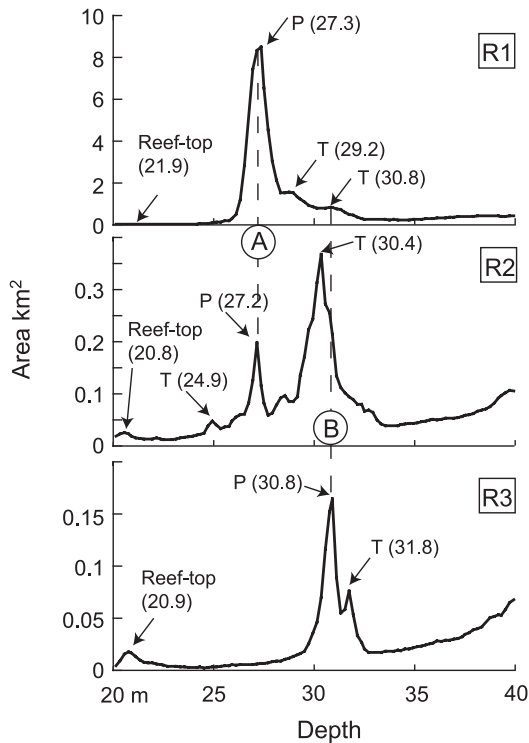 10
8
6
4
2
0
P (27.3)
R1
Reef-top
(21.9)
T (29.2)
T (30.8)
A
Area km²
0.3
0.2
0.1
0
T (30.4)
R2
P (27.2)
Reef-top
(20.8)
T (24.9)
B
0.15
0.1
0.05
0
P (30.8)
R3
T (31.8)
Reef-top
(20.9)
20 m 25 30 35 40
Depth